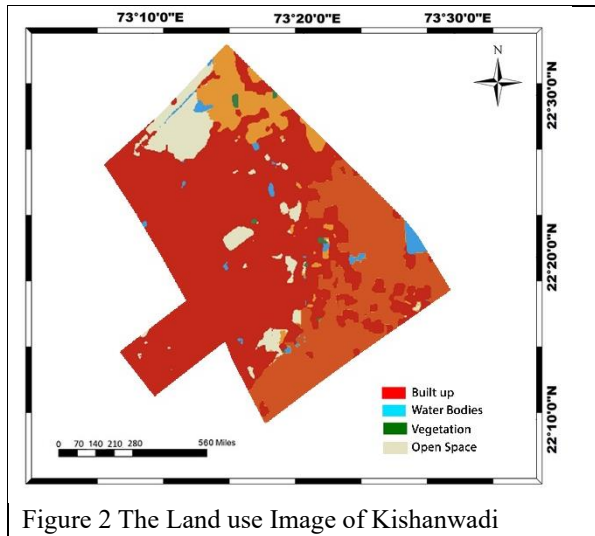 73°10'0"E 73°20'0"E 73°30'0"E
N
22°30'0"N
22°20'0"N
22°10'0"N
Built up
Water Bodies
Vegetation
Open Space
0 70 140 210 280 560 Miles
Figure 2 The Land use Image of Kishanwadi